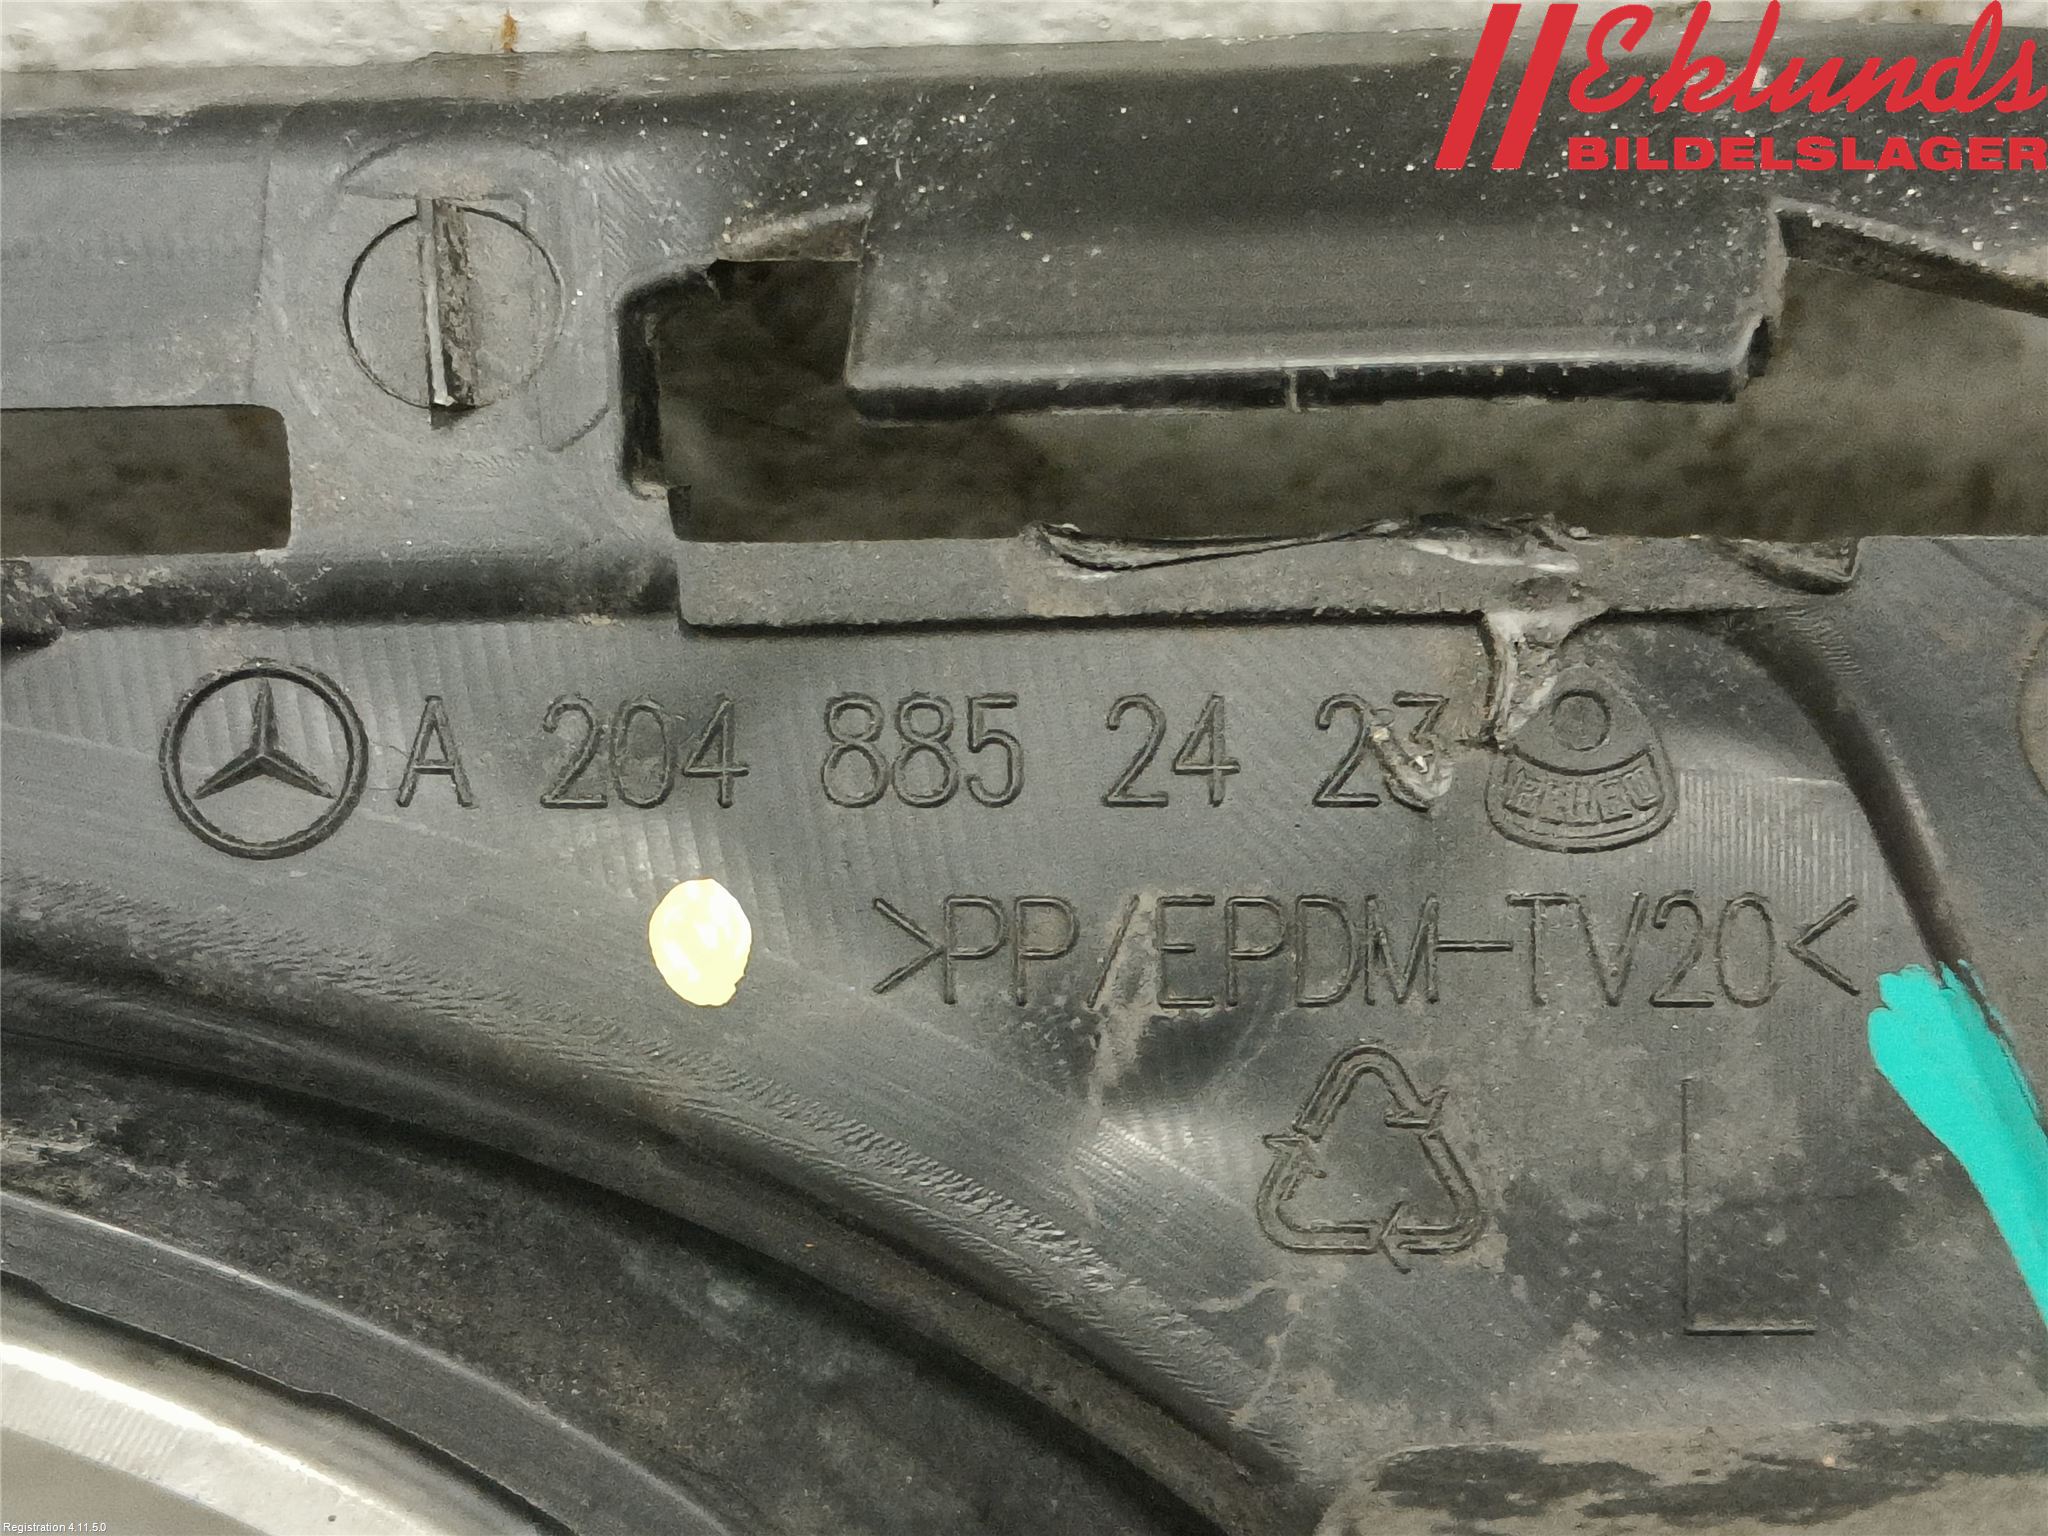 Eklunds
BILDELSLAGER
A 204 885 24 23
>PP/EPDM-TV20<
L
Registration 4.11.5.0